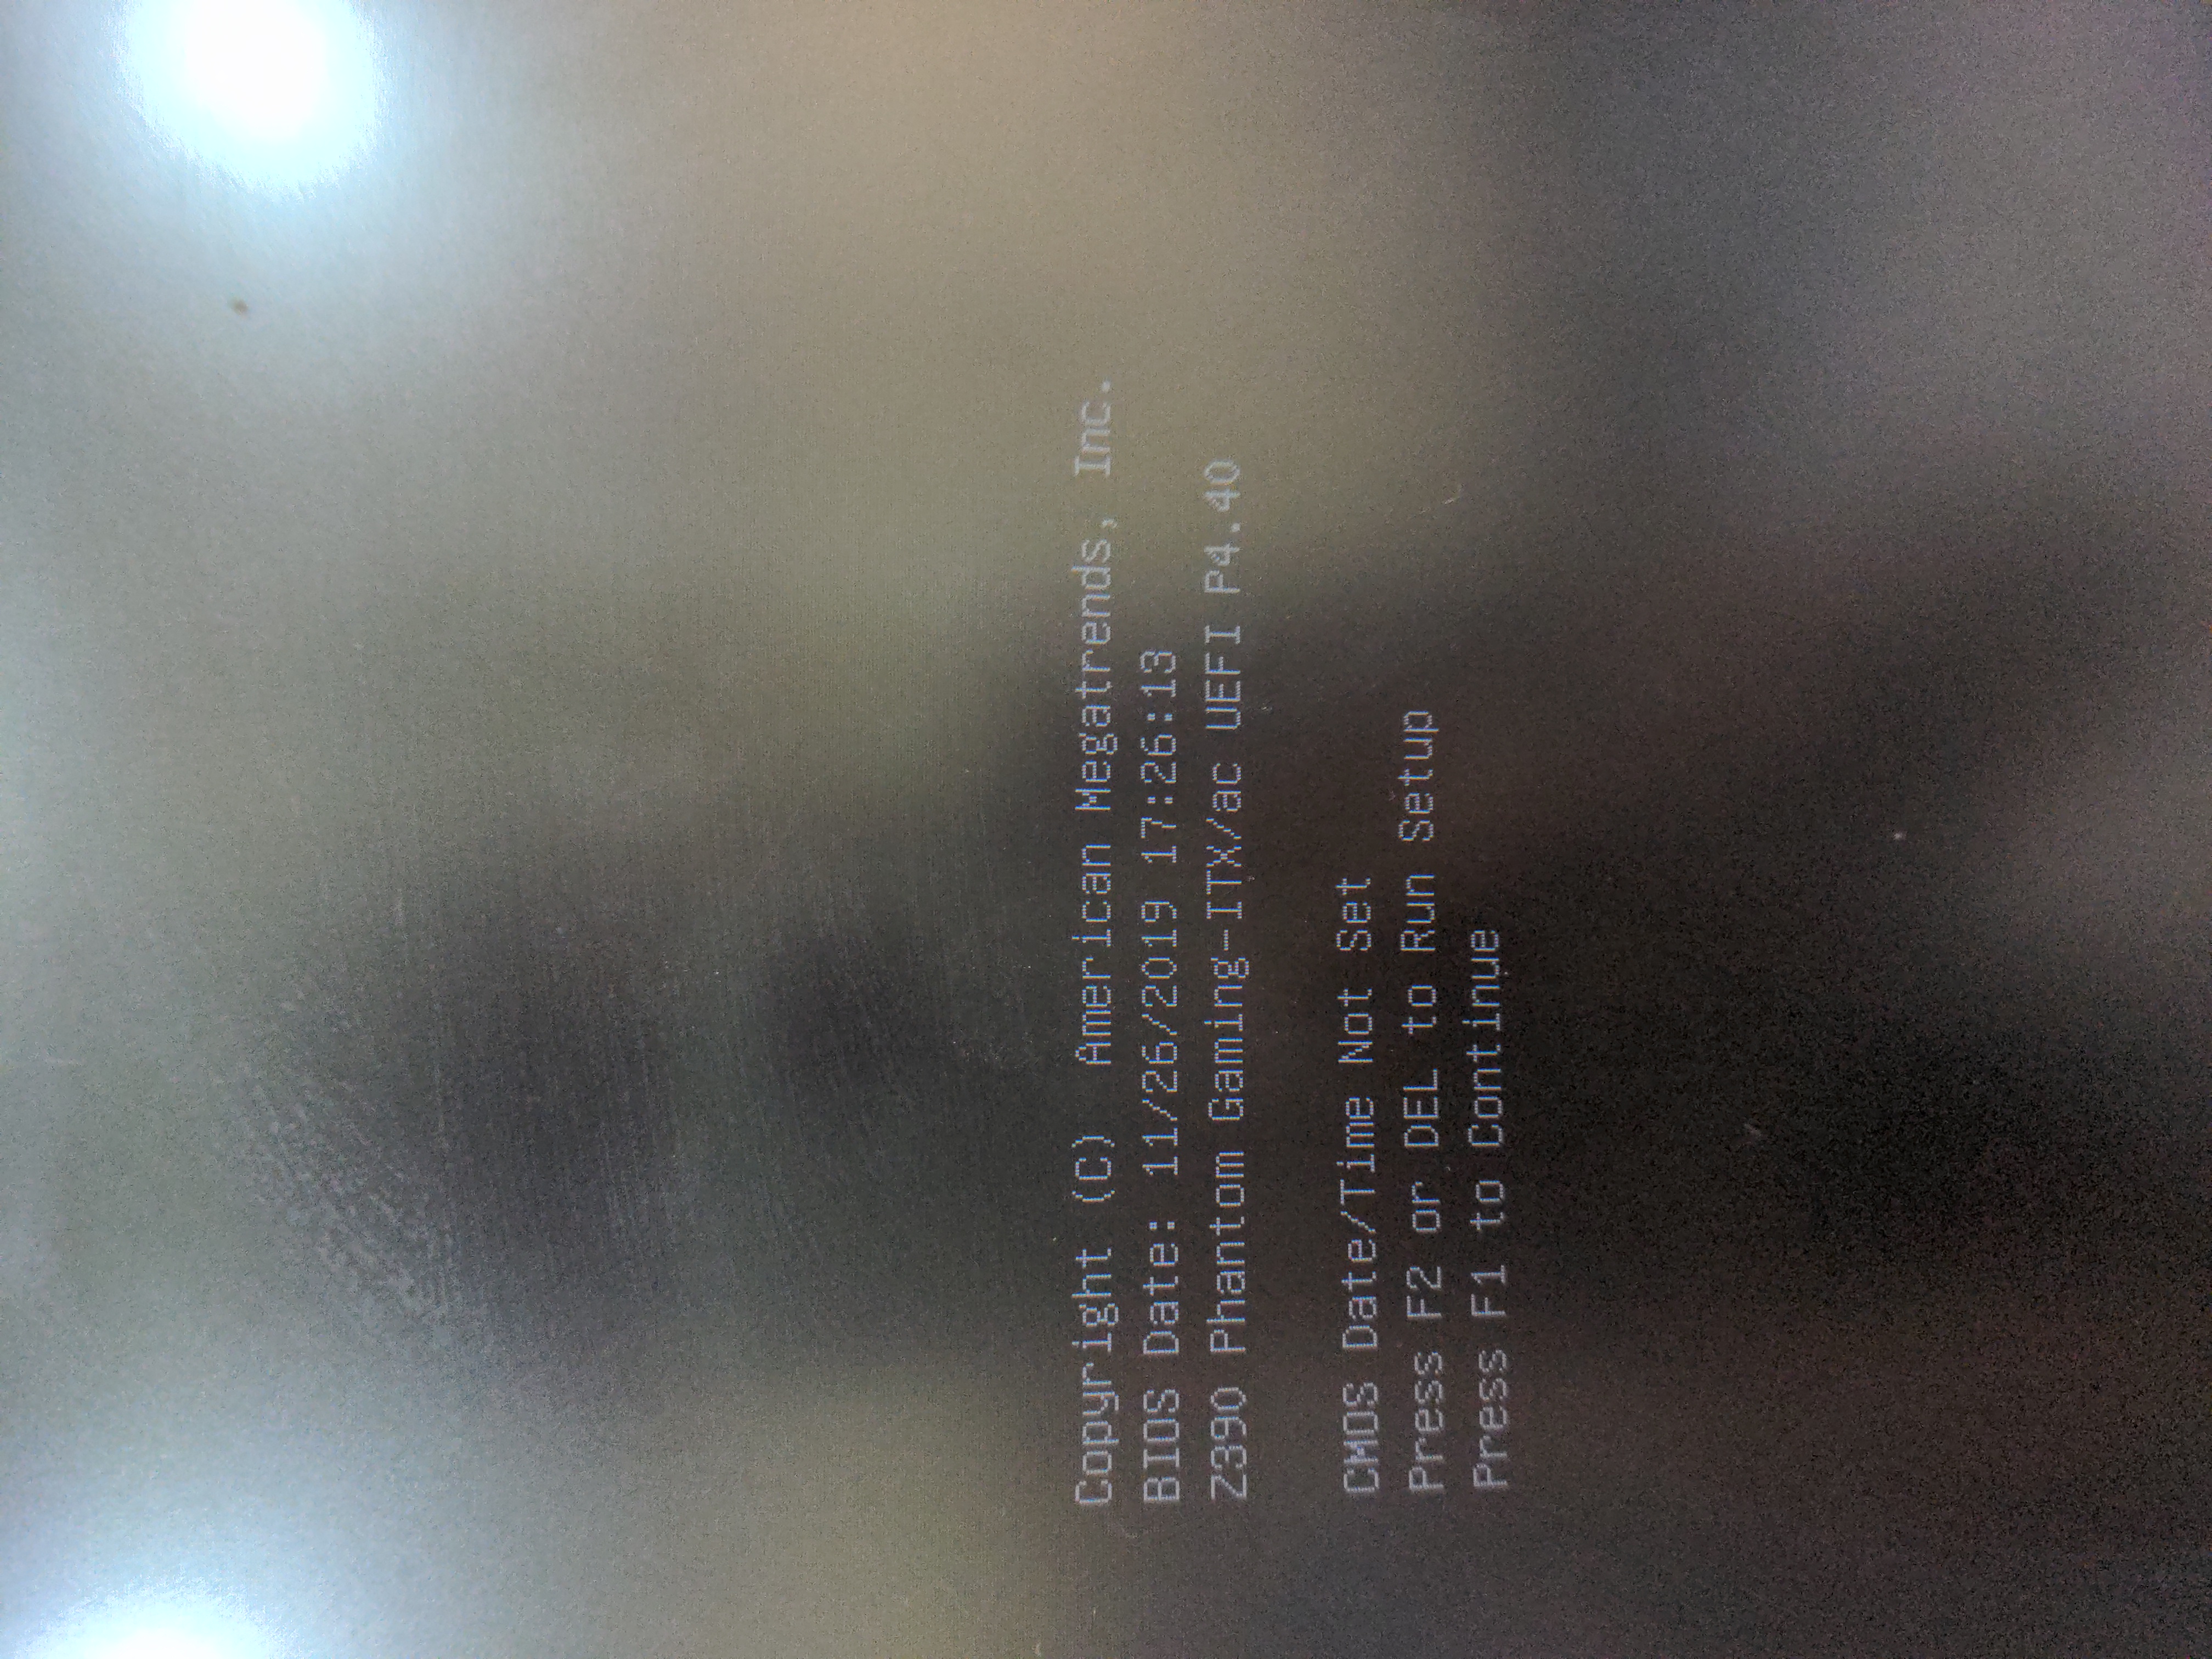 Copyright (C)  American Megatrends, Inc.
BIOS Date: 11/26/2019 17:26:13
Z390 Phantom Gaming-ITX/ac UEFI P4.40
CMOS Date/Time Not Set
Press F2 or DEL to Run Setup
Press F1 to Continue